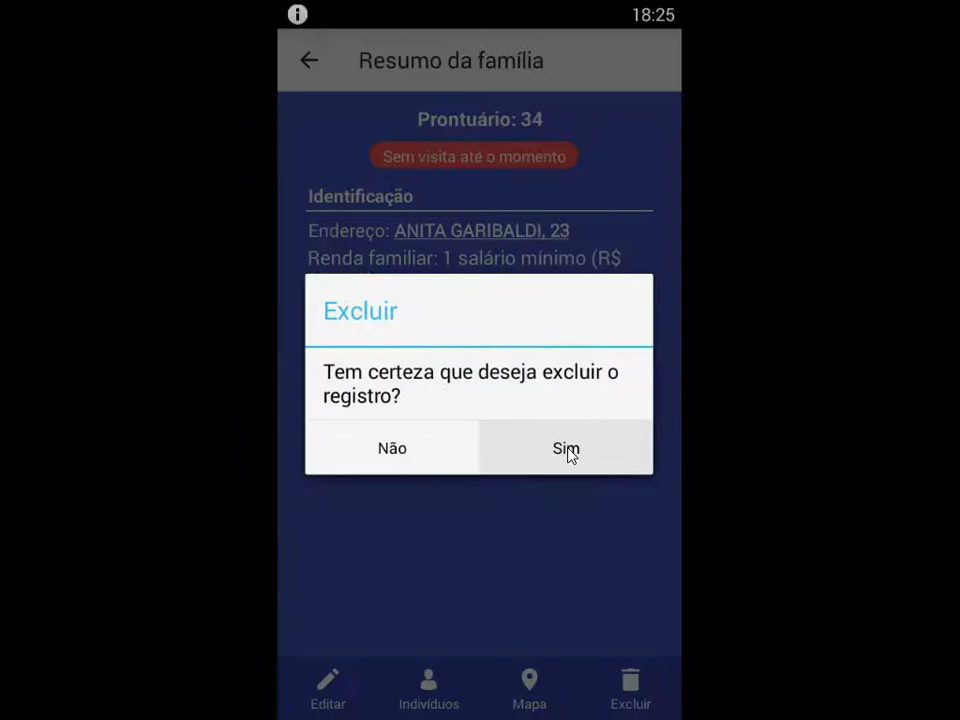 18:25
Resumo da família
Prontuário: 34
Sem visita até o momento
Identificação
Endereço: ANITA GARIBALDI, 23
Renda familiar: 1 salário mínimo (R$
Excluir
Tem certeza que deseja excluir o
registro?
Não Sim
Editar Indivíduos Mapa Excluir